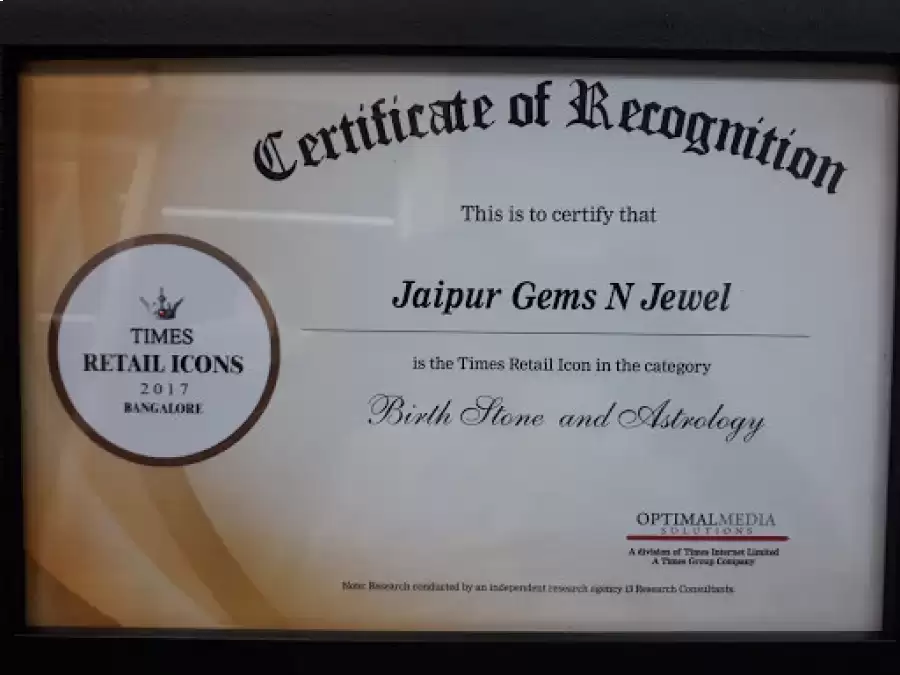 Certificate of Recognition
This is to certify that
Jaipur Gems N Jewel
is the Times Retail Icon in the category
Birth Stone and Astrology
TIMES
RETAIL ICONS
2017
BANGALORE
OPTIMALMEDIA
SOLUTIONS
A division of Times Internet Limited
A Times Group Company
Note: Research conducted by an independent research agency i3 Research Consultants